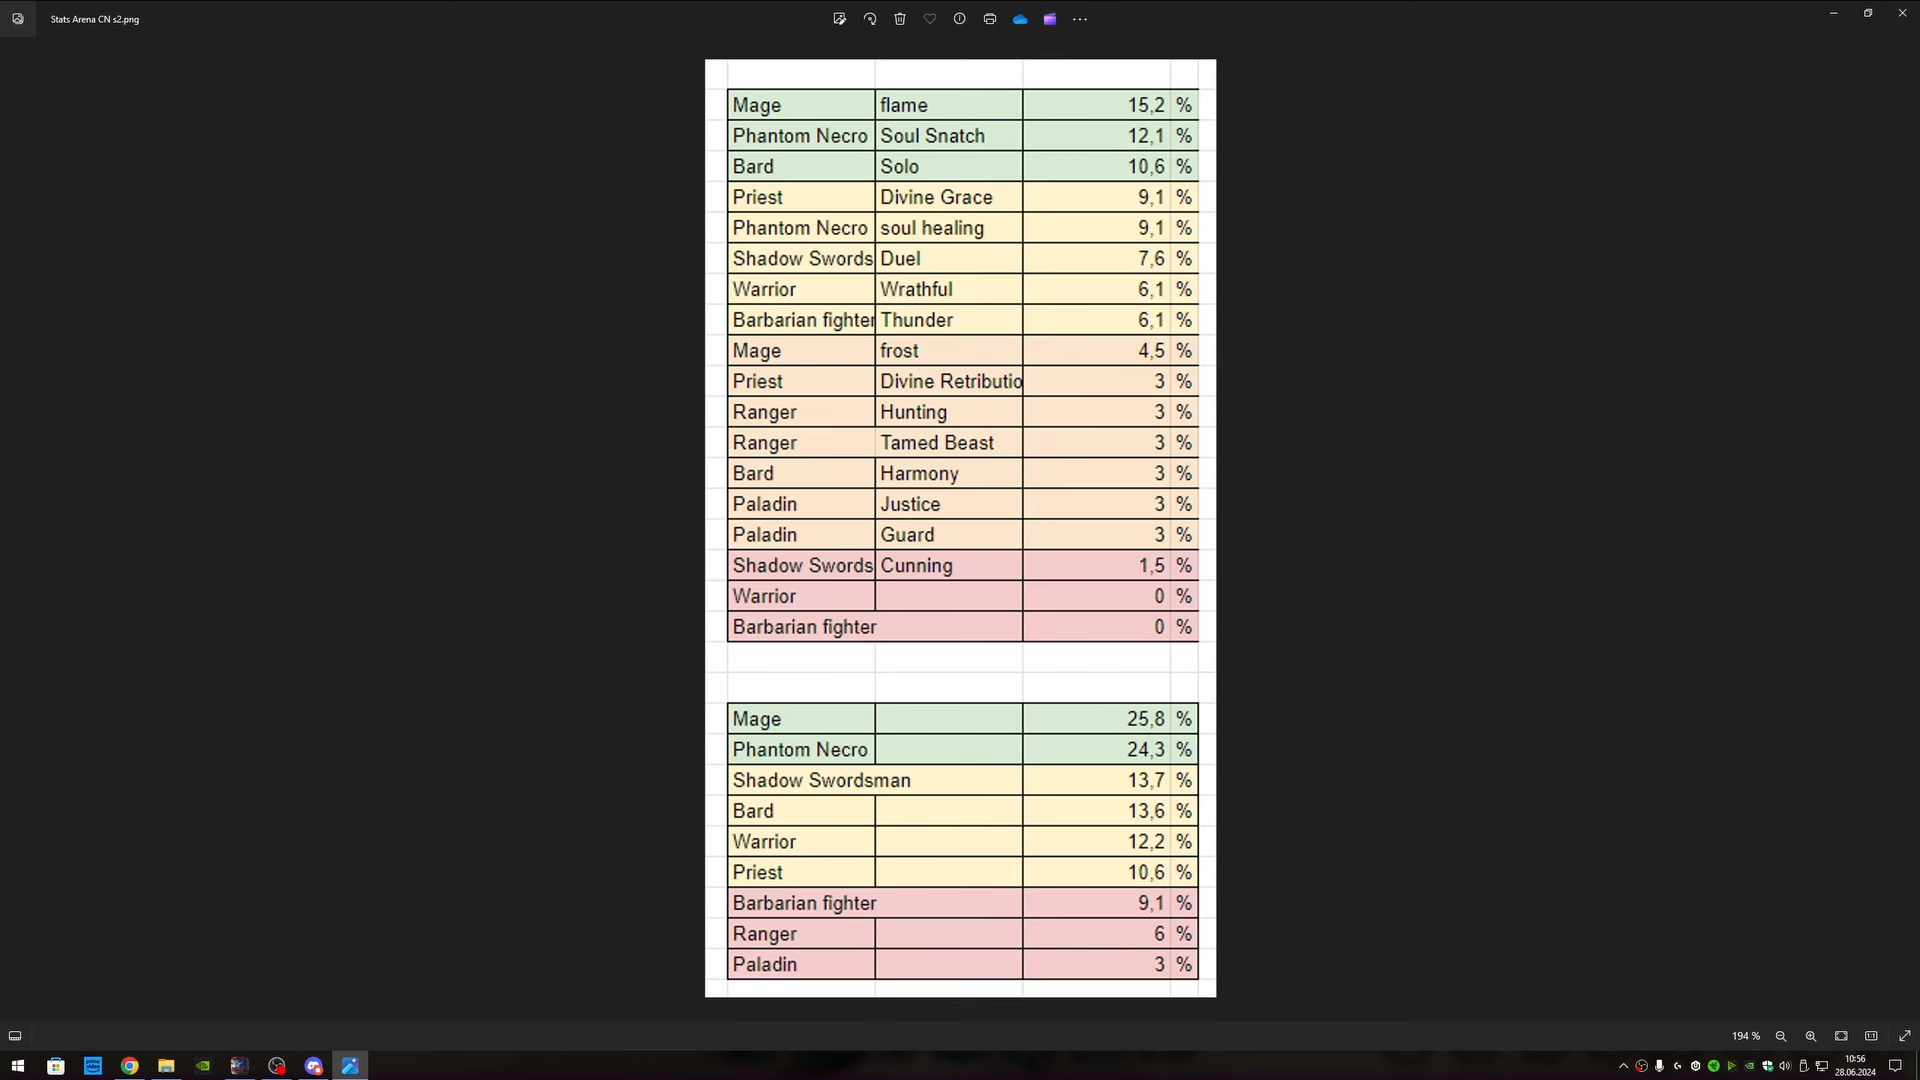 Stats Arena CN s2.png
Mage flame 15,2 %
Phantom Necro Soul Snatch 12,1 %
Bard Solo 10,6 %
Priest Divine Grace 9,1 %
Phantom Necro soul healing 9,1 %
Shadow Swords Duel 7,6 %
Warrior Wrathful 6,1 %
Barbarian fighter Thunder 6,1 %
Mage frost 4,5 %
Priest Divine Retributio 3 %
Ranger Hunting 3 %
Ranger Tamed Beast 3 %
Bard Harmony 3 %
Paladin Justice 3 %
Paladin Guard 3 %
Shadow Swords Cunning 1,5 %
Warrior 0 %
Barbarian fighter 0 %
Mage 25,8 %
Phantom Necro 24,3 %
Shadow Swordsman 13,7 %
Bard 13,6 %
Warrior 12,2 %
Priest 10,6 %
Barbarian fighter 9,1 %
Ranger 6 %
Paladin 3 %
194 %
prime video
10:56
28.06.2024